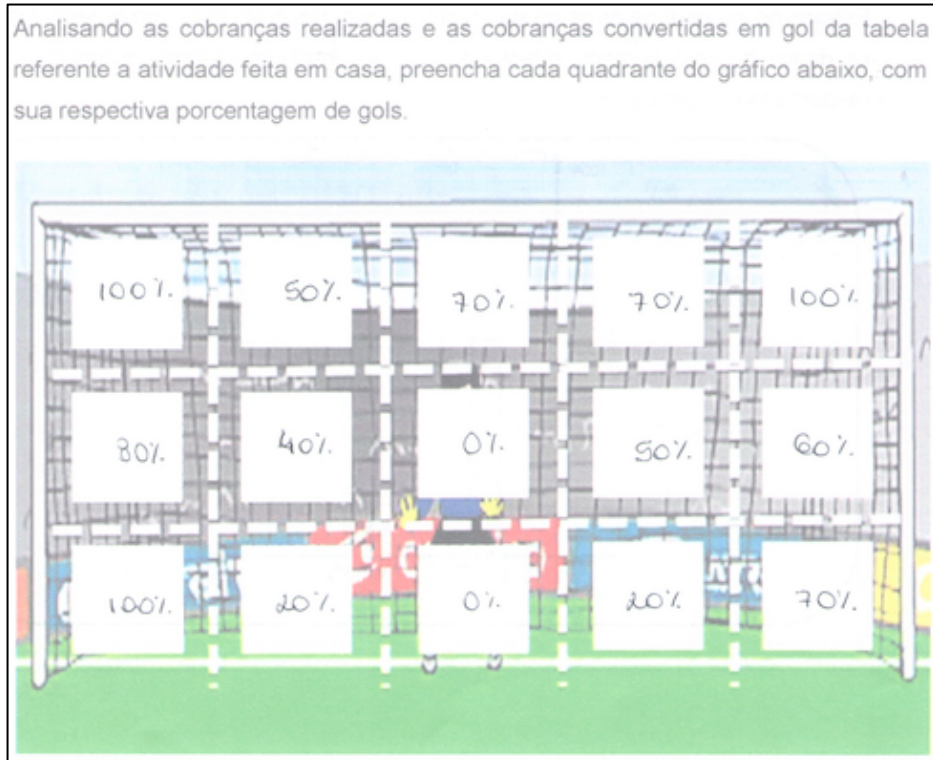 Analisando as cobranças realizadas e as cobranças convertidas em gol da tabela
referente a atividade feita em casa, preencha cada quadrante do gráfico abaixo, com
sua respectiva porcentagem de gols.
100% 50% 70% 70% 100%
80% 40% 0% 50% 60%
100% 20% 0% 20% 70%